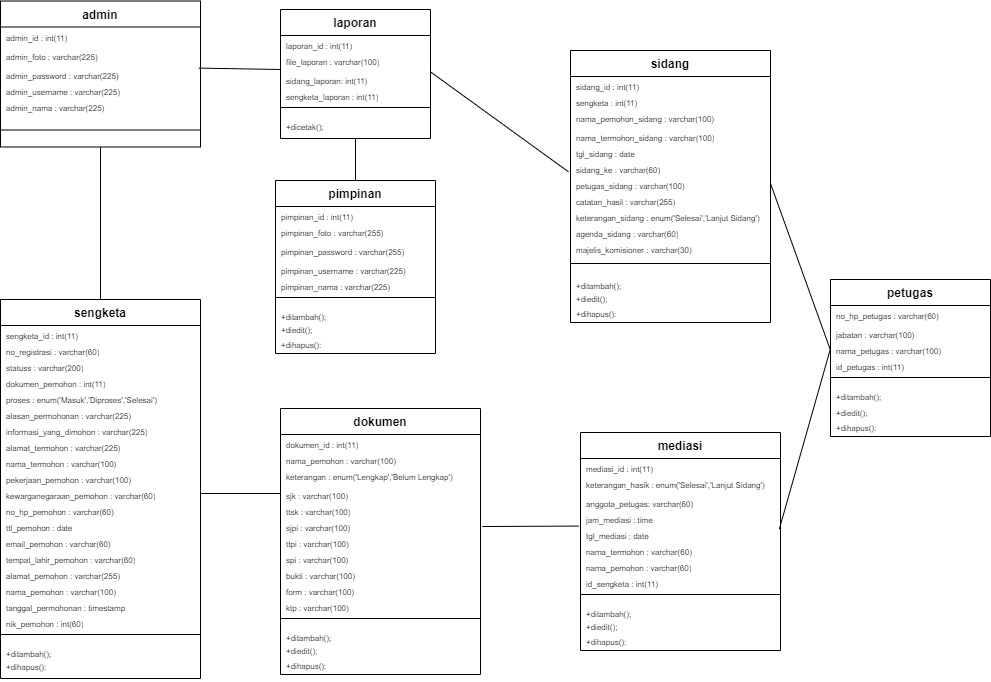 admin
admin_id : int(11)
admin_foto : varchar(225)
admin_password : varchar(225)
admin_username : varchar(225)
admin_nama : varchar(225)
laporan
laporan_id : int(11)
file_laporan : varchar(100)
sidang_laporan: int(11)
sengketa_laporan : int(11)
+dicetak();
sidang
sidang_id : int(11)
sengketa : int(11)
nama_pemohon_sidang : varchar(100)
nama_termohon_sidang : varchar(100)
tgl_sidang : date
sidang_ke : varchar(60)
petugas_sidang : varchar(100)
catatan_hasil : varchar(255)
keterangan_sidang : enum('Selesai','Lanjut Sidang')
agenda_sidang : varchar(60)
majelis_komisioner : varchar(30)
+ditambah();
+diedit();
+dihapus();
pimpinan
pimpinan_id : int(11)
pimpinan_foto : varchar(255)
pimpinan_password : varchar(255)
pimpinan_username : varchar(225)
pimpinan_nama : varchar(225)
+ditambah();
+diedit();
+dihapus();
petugas
no_hp_petugas : varchar(60)
jabatan : varchar(100)
nama_petugas : varchar(100)
id_petugas : int(11)
+ditambah();
+diedit();
+dihapus():
sengketa
sengketa_id : int(11)
no_registrasi : varchar(60)
statuss : varchar(200)
dokumen_pemohon : int(11)
proses : enum('Masuk','Diproses','Selesai')
alasan_permohonan : varchar(225)
informasi_yang_dimohon : varchar(225)
alamat_termohon : varchar(225)
nama_termohon : varchar(100)
pekerjaan_pemohon : varchar(100)
kewarganegaraan_pemohon : varchar(60)
no_hp_pemohon : varchar(60)
ttl_pemohon : date
email_pemohon : varchar(60)
tempat_lahir_pemohon : varchar(60)
alamat_pemohon : varchar(255)
nama_pemohon : varchar(100)
tanggal_permohonan : timestamp
nik_pemohon : int(60)
+ditambah();
+dihapus():
dokumen
dokumen_id : int(11)
nama_pemohon : varchar(100)
keterangan : enum('Lengkap','Belum Lengkap')
sjk : varchar(100)
ttsk : varchar(100)
sjpi : varchar(100)
ttpi : varchar(100)
spi : varchar(100)
bukti : varchar(100)
form : varchar(100)
ktp : varchar(100)
+ditambah();
+diedit();
+dihapus():
mediasi
mediasi_id : int(11)
keterangan_hasik : enum('Selesai','Lanjut Sidang')
anggota_petugas: varchar(60)
jam_mediasi : time
tgl_mediasi : date
nama_termohon : varchar(60)
nama_pemohon : varchar(60)
id_sengketa : int(11)
+ditambah();
+diedit();
+dihapus():